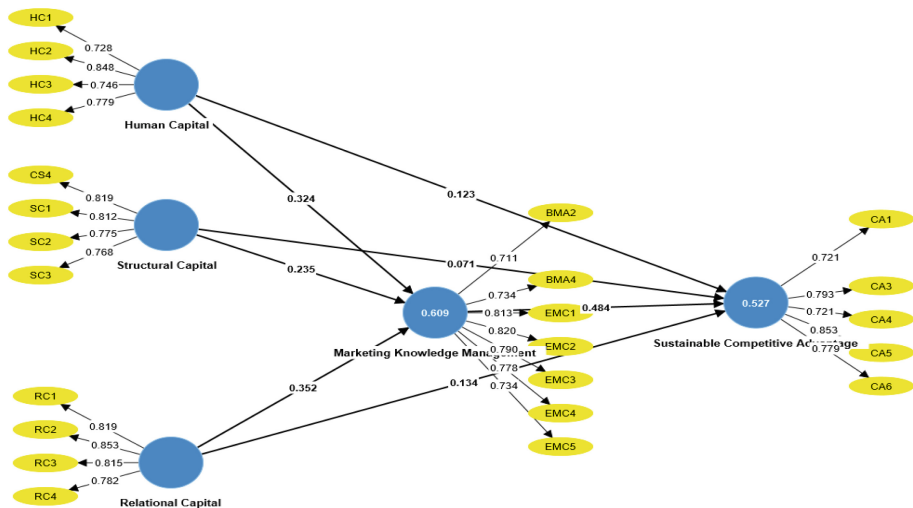 HC1
0.728
HC2
0.848
HC3
0.746
HC4
0.779
Human Capital
CS4
0.819
SC1
0.812
SC2
0.775
SC3
0.768
Structural Capital
RC1
0.819
RC2
0.853
RC3
0.815
RC4
0.782
Relational Capital
0.324
0.235
0.352
0.123
0.071
0.484
0.134
0.609
Marketing Knowledge Management
BMA2
0.711
BMA4
0.734
EMC1
0.813
EMC2
0.820
EMC3
0.790
EMC4
0.778
EMC5
0.734
0.527
Sustainable Competitive Advantage
CA1
0.721
CA3
0.793
CA4
0.721
CA5
0.853
CA6
0.779